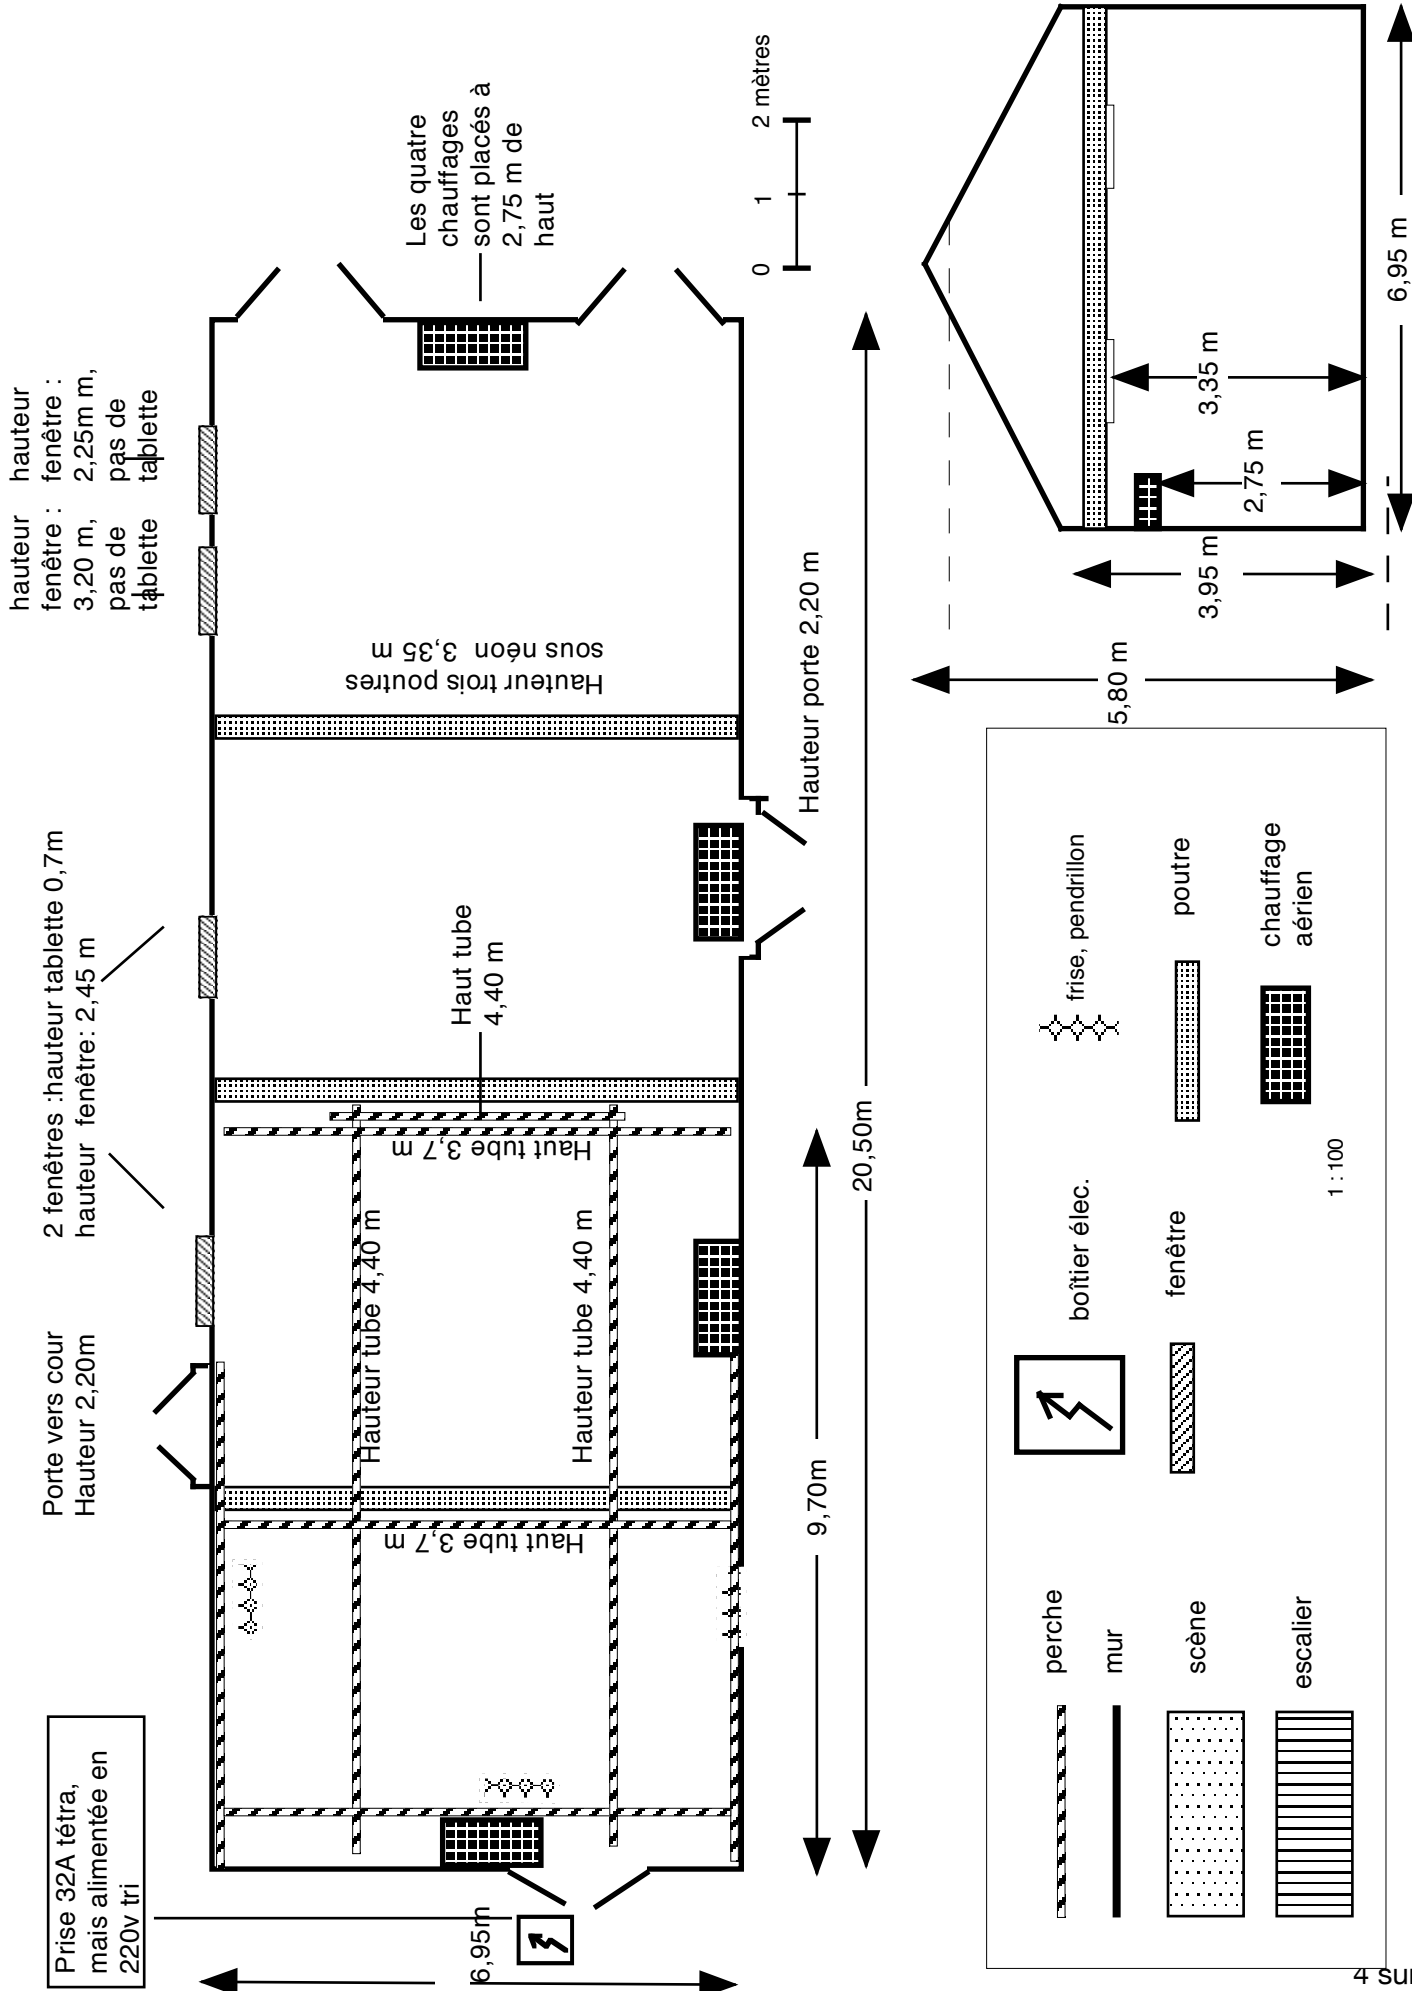 hauteur
fenêtre :
3,20 m,
pas de
tablette
hauteur
fenêtre :
2,25m m,
pas de
tablette
2 fenêtres :hauteur tablette 0,7m
hauteur fenêtre: 2,45 m
Porte vers cour
Hauteur 2,20m
Prise 32A tétra,
mais alimentée en
220v tri
Les quatre
chauffages
sont placés à
2,75 m de
haut
0
1
2 mètres
Hauteur trois poutres
sous néon 3,35 m
Haut tube
4,40 m
Haut tube 3,7 m
Hauteur tube 4,40 m
Hauteur tube 4,40 m
Haut tube 3,7 m
Hauteur porte 2,20 m
9,70m
20,50m
6,95m
5,80 m
3,95 m
2,75 m
3,35 m
6,95 m
perche
mur
scène
escalier
boîtier élec.
fenêtre
frise, pendrillon
poutre
chauffage
aérien
1 : 100
4 sur